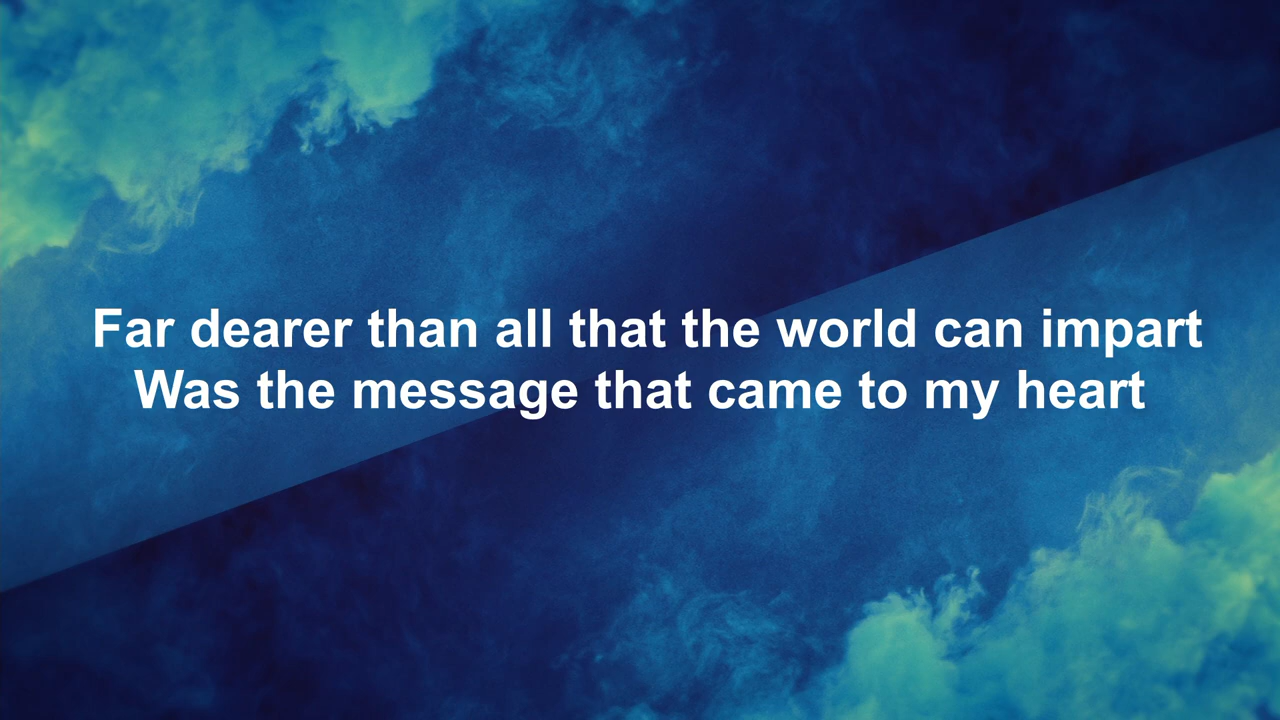 Far dearer than all that the world can impart
Was the message that came to my heart